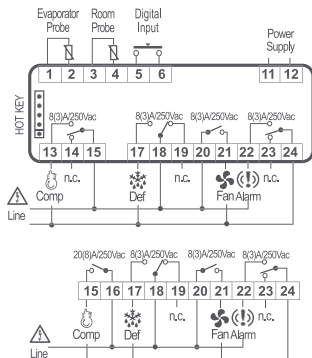 Evaporator Probe
Room Probe
Digital Input
Power Supply
1 2 3 4 5 6 11 12
HOT KEY
8(3)A/250Vac 8(3)A/250Vac 8(3)A/250Vac 8(3)A/250Vac
13 14 15 17 18 19 20 21 22 23 24
n.c. n.c. n.c.
Comp Def Fan Alarm
Line
20(8)A/250Vac 8(3)A/250Vac 8(3)A/250Vac 8(3)A/250Vac
15 16 17 18 19 20 21 22 23 24
n.c. n.c.
Comp Def Fan Alarm
Line